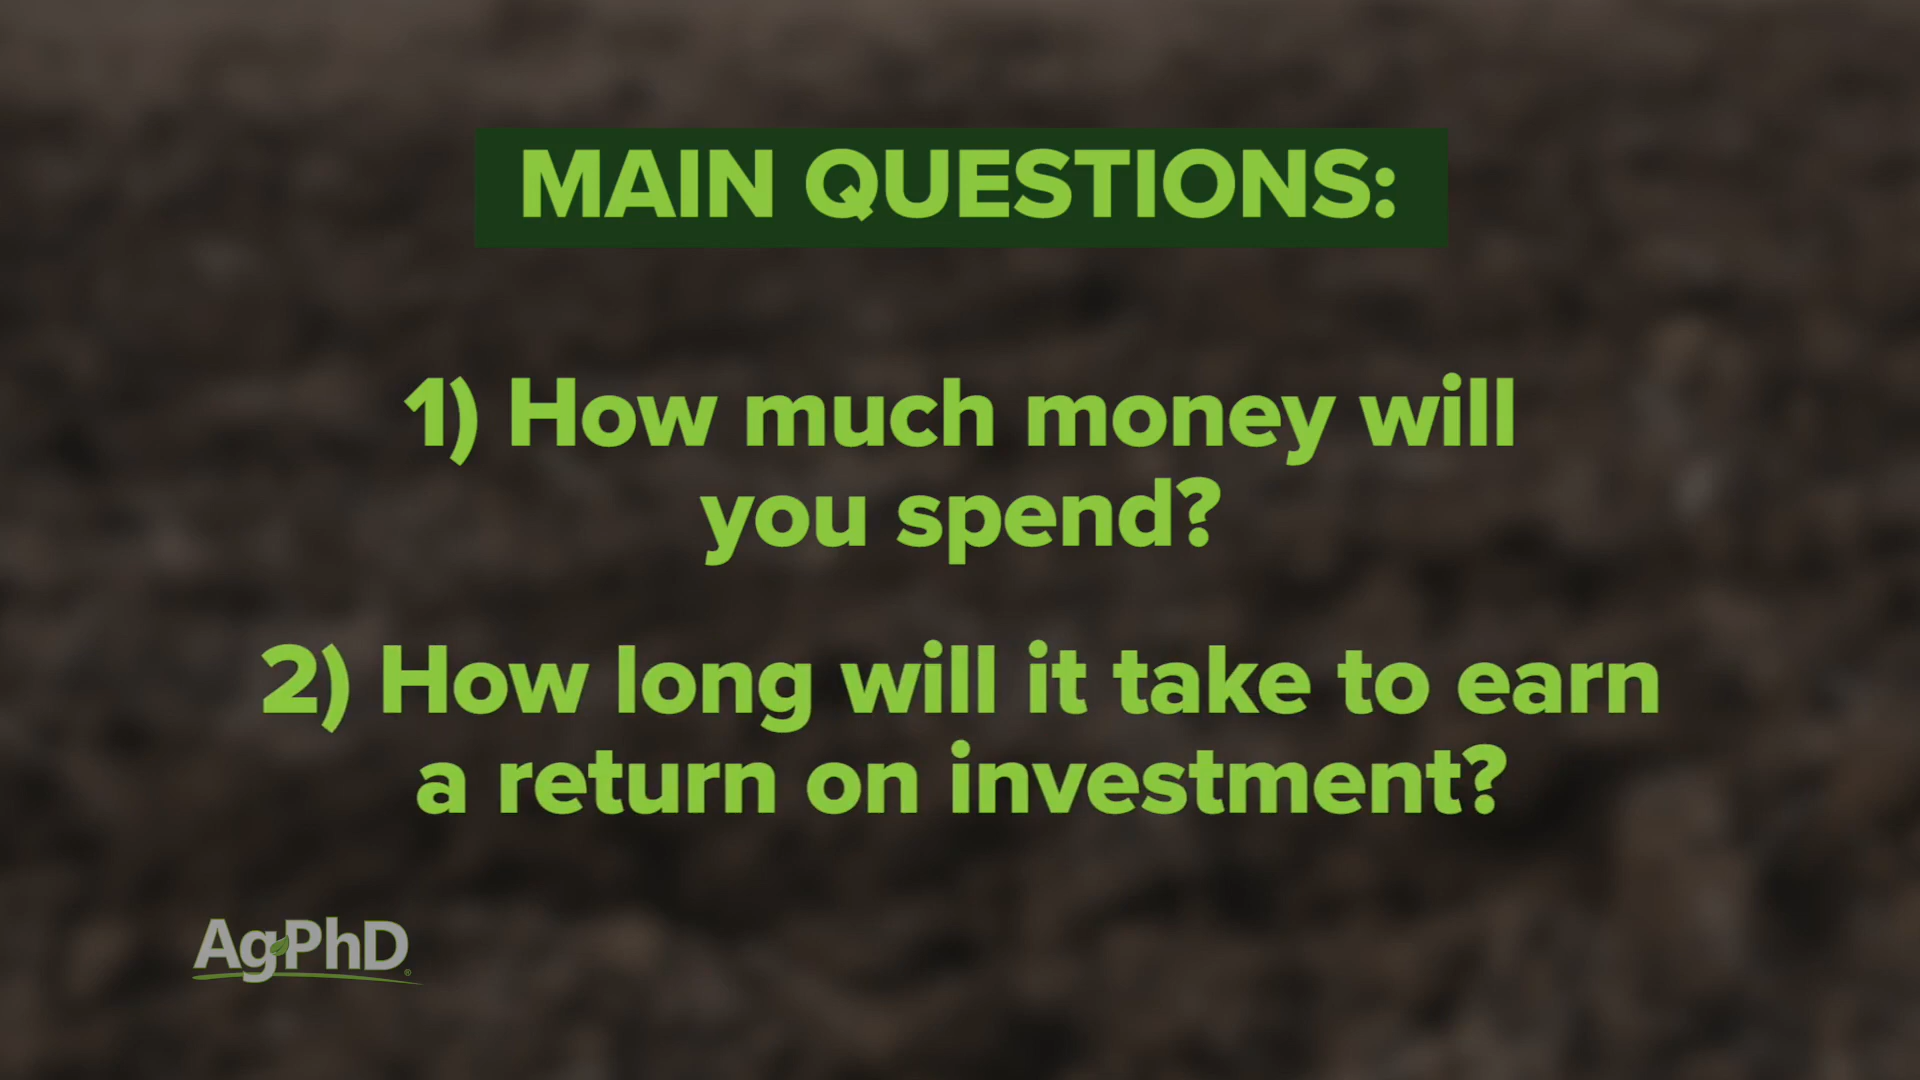 MAIN QUESTIONS:
1) How much money will
you spend?
2) How long will it take to earn
a return on investment?
AgPhD®